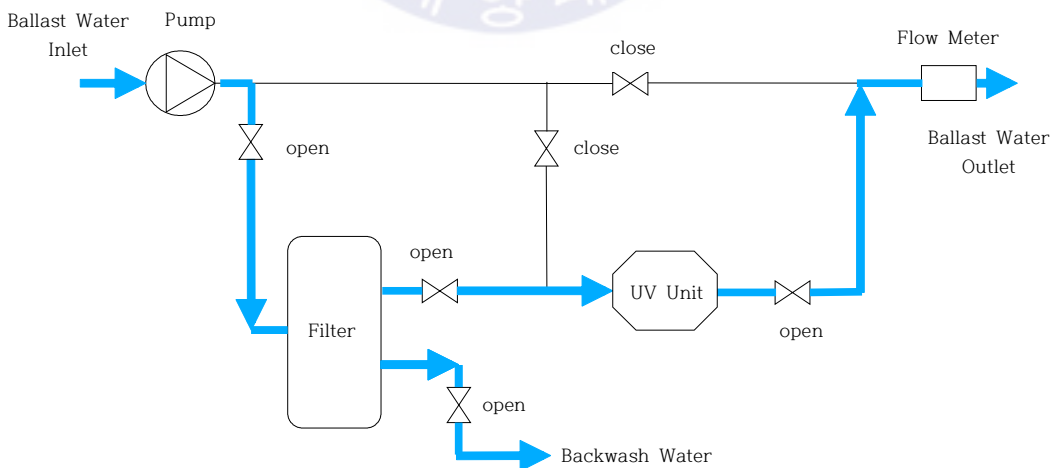 Ballast Water
Inlet
Pump
close
Flow Meter
open
close
Ballast Water
Outlet
open
UV Unit
Filter
open
open
Backwash Water